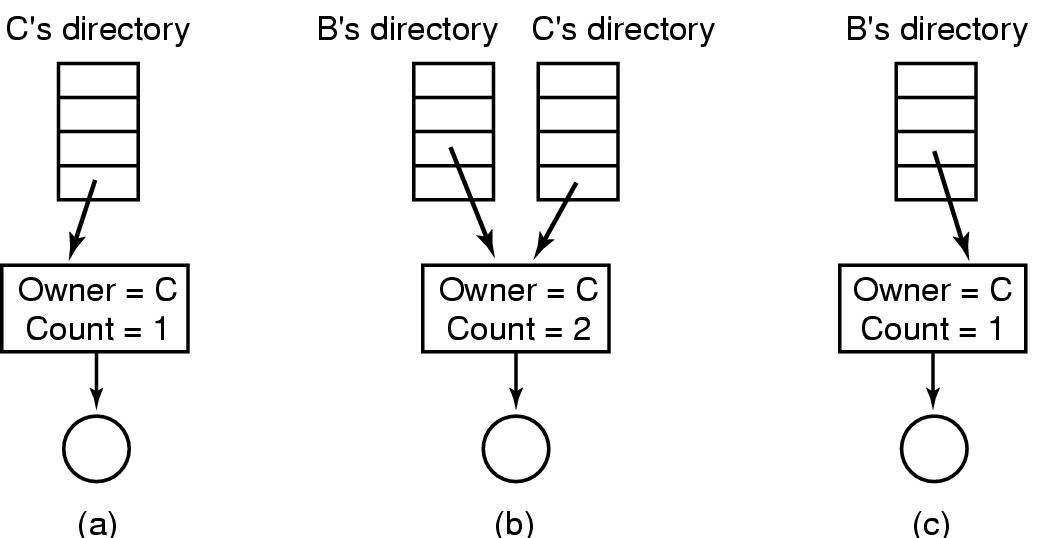 C's directory
B's directory
C's directory
B's directory
Owner = C
Count = 1
Owner = C
Count = 2
Owner = C
Count = 1
(a)
(b)
(c)